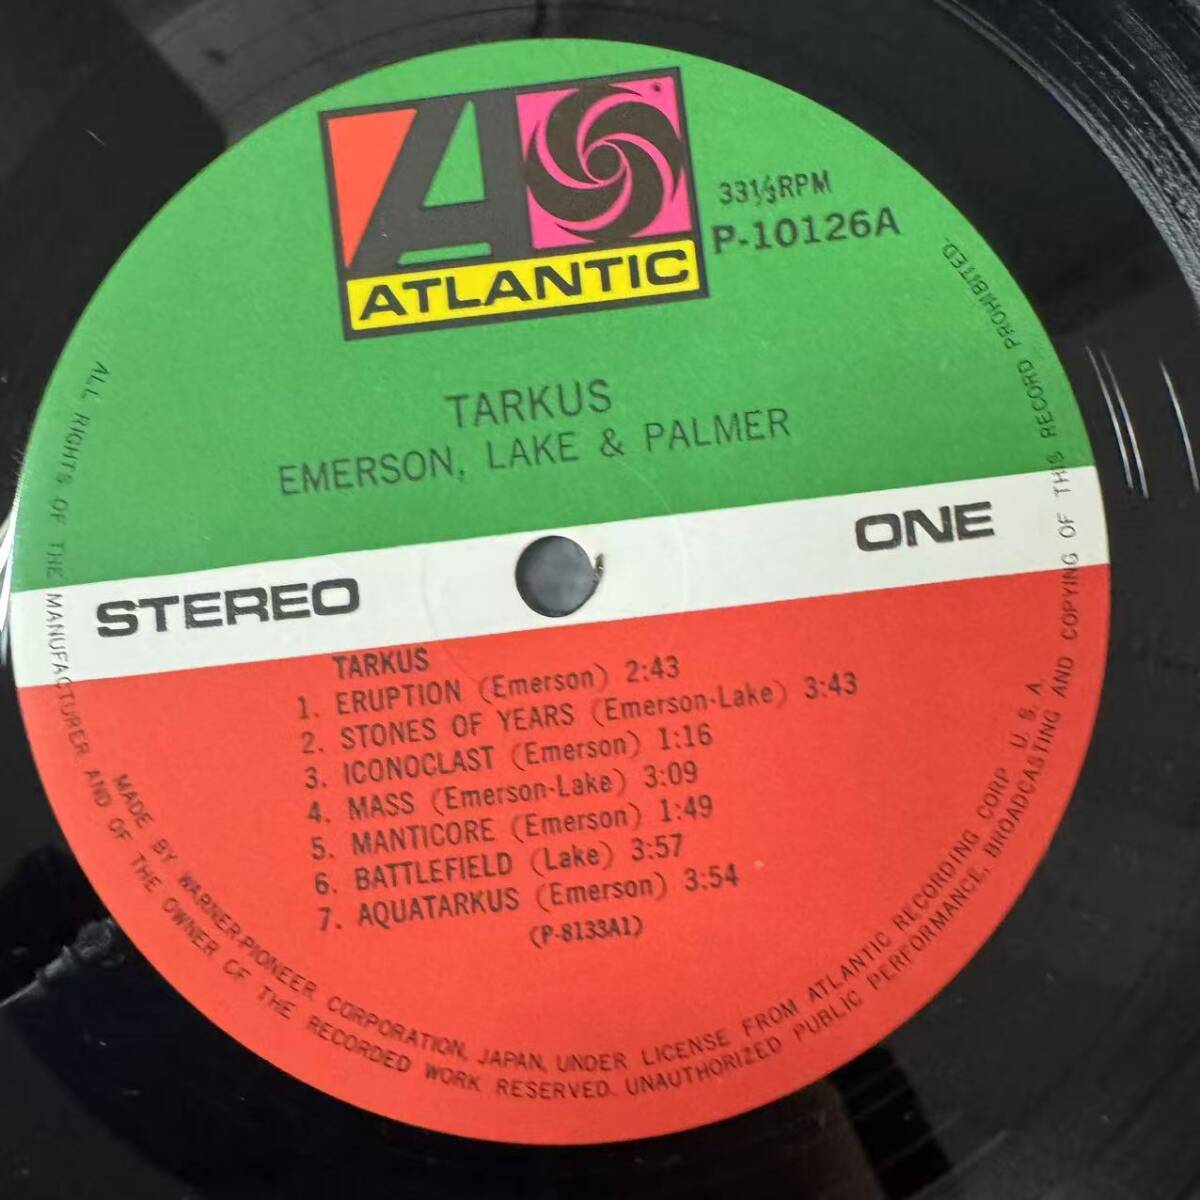 ATLANTIC
33⅓RPM
P-10126A
TARKUS
EMERSON, LAKE & PALMER
STEREO
ONE
TARKUS
1. ERUPTION (Emerson) 2:43
2. STONES OF YEARS (Emerson-Lake) 3:43
3. ICONOCLAST (Emerson) 1:16
4. MASS (Emerson-Lake) 3:09
5. MANTICORE (Emerson) 1:49
6. BATTLEFIELD (Lake) 3:57
7. AQUATARKUS (Emerson) 3:54
(P-8133A1)
MADE BY WARNER-PIONEER CORPORATION, JAPAN, UNDER LICENSE FROM ATLANTIC RECORDING CORP U. S. A
ALL RIGHTS OF THE MANUFACTURER AND OF THE OWNER OF THE RECORDED WORK RESERVED. UNAUTHORIZED PUBLIC PERFORMANCE, BROADCASTING AND COPYING OF THIS RECORD PROHIBITED.